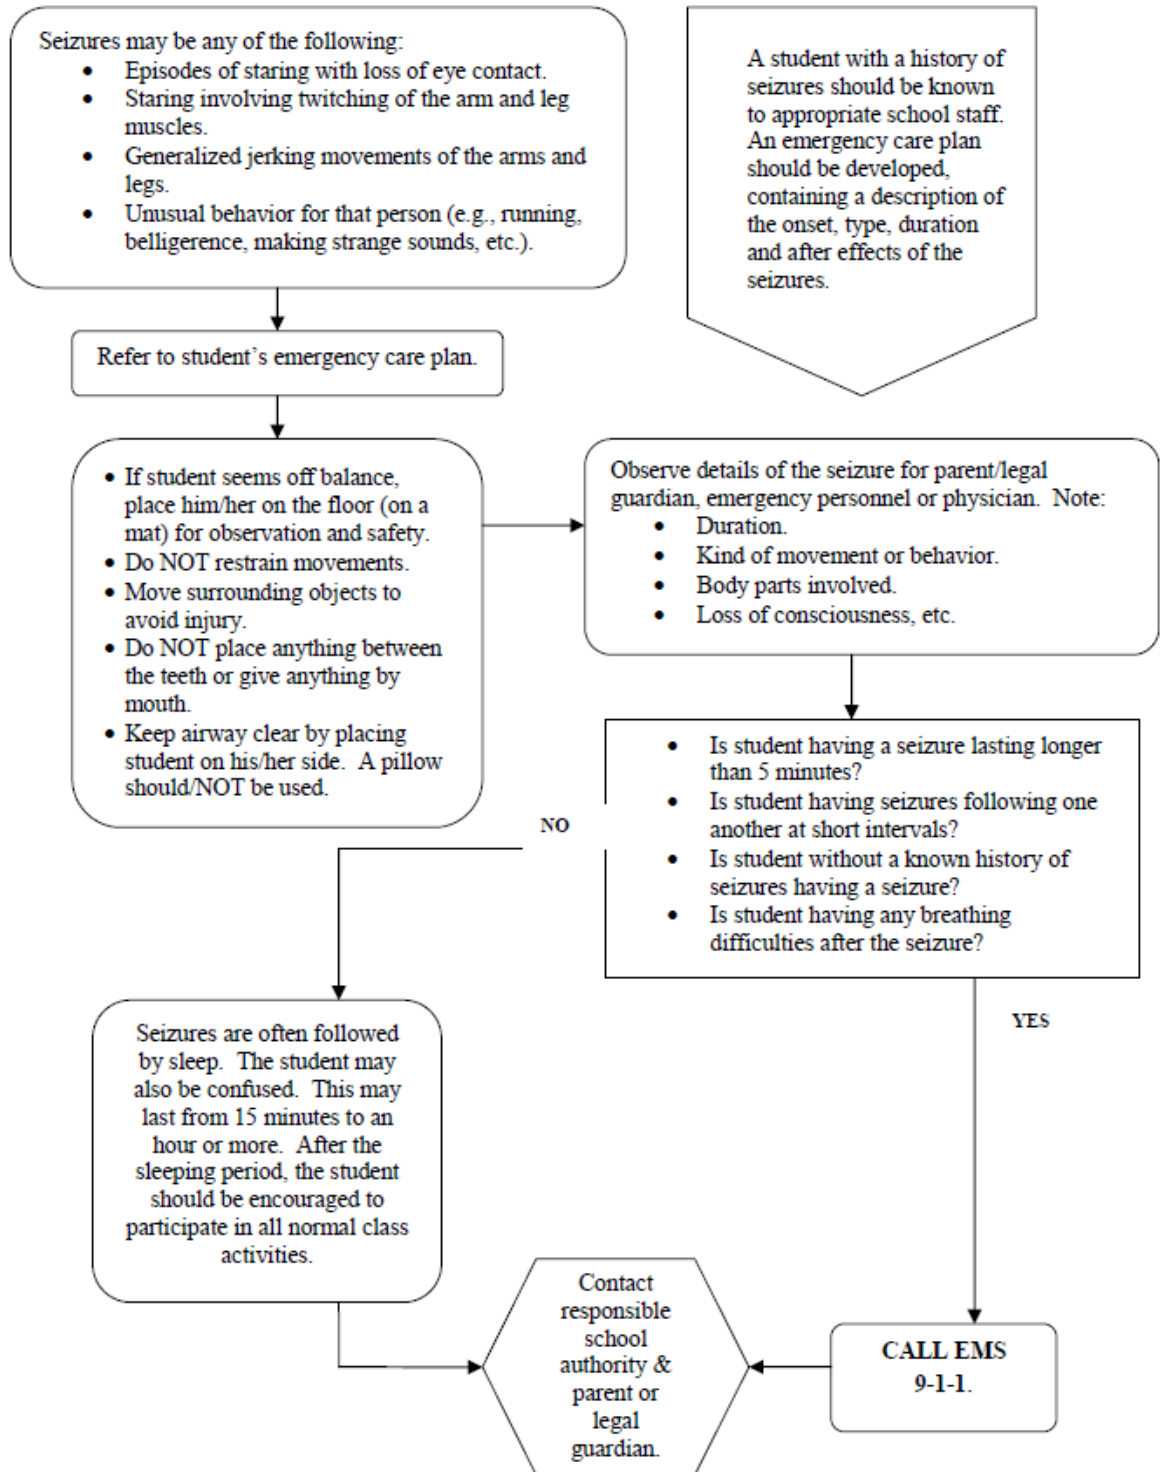 Seizures may be any of the following:
• Episodes of staring with loss of eye contact.
• Staring involving twitching of the arm and leg
muscles.
• Generalized jerking movements of the arms and
legs.
• Unusual behavior for that person (e.g., running,
belligerence, making strange sounds, etc.).
A student with a history of
seizures should be known
to appropriate school staff.
An emergency care plan
should be developed,
containing a description of
the onset, type, duration
and after effects of the
seizures.
Refer to student’s emergency care plan.
• If student seems off balance,
place him/her on the floor (on a
mat) for observation and safety.
• Do NOT restrain movements.
• Move surrounding objects to
avoid injury.
• Do NOT place anything between
the teeth or give anything by
mouth.
• Keep airway clear by placing
student on his/her side. A pillow
should/NOT be used.
Observe details of the seizure for parent/legal
guardian, emergency personnel or physician. Note:
• Duration.
• Kind of movement or behavior.
• Body parts involved.
• Loss of consciousness, etc.
• Is student having a seizure lasting longer
than 5 minutes?
• Is student having seizures following one
another at short intervals?
• Is student without a known history of
seizures having a seizure?
• Is student having any breathing
difficulties after the seizure?
NO
YES
Seizures are often followed
by sleep. The student may
also be confused. This may
last from 15 minutes to an
hour or more. After the
sleeping period, the student
should be encouraged to
participate in all normal class
activities.
Contact
responsible
school
authority &
parent or
legal
guardian.
CALL EMS
9-1-1.